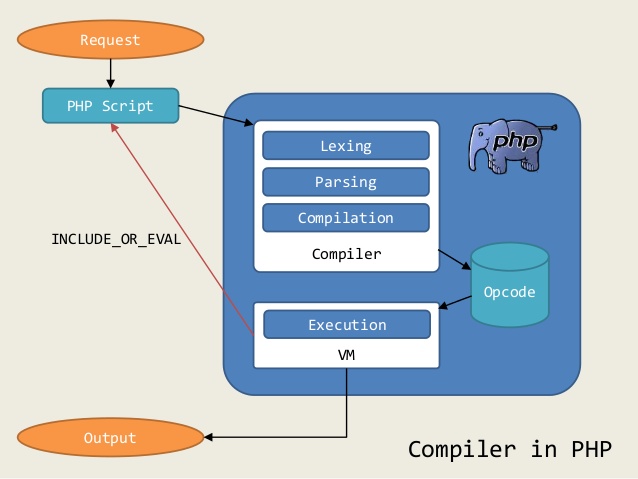 Request
PHP Script
Lexing
php
Parsing
Compilation
INCLUDE_OR_EVAL
Compiler
Opcode
Execution
VM
Output
Compiler in PHP